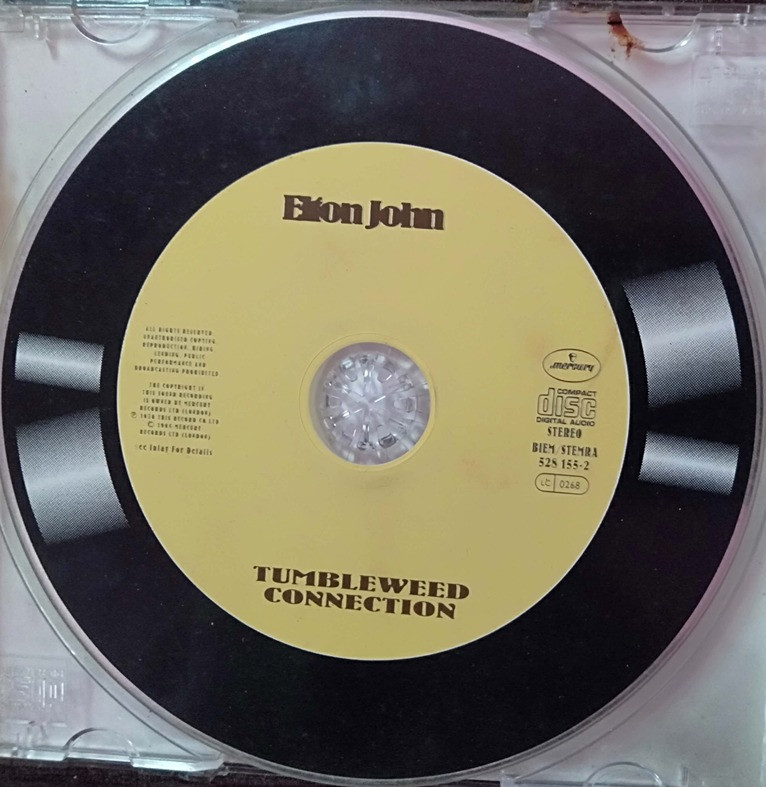 Elton John
ALL RIGHTS RESERVED
UNAUTHORISED COPYING
REPRODUCTION, HIRING,
LENDING, PUBLIC
PERFORMANCE AND
BROADCASTING PROHIBITED
THE COPYRIGHT IN
THIS SOUND RECORDING
IS OWNED BY MERCURY
RECORDS LTD (LONDON)
℗ 1970 THIS RECORD CO LTD
© 1995 MERCURY
RECORDS LTD (LONDON)
See Inlay For Details
mercury
COMPACT
disc
DIGITAL AUDIO
STEREO
BIEM/STEMRA
528 155-2
LC 0268
TUMBLEWEED
CONNECTION